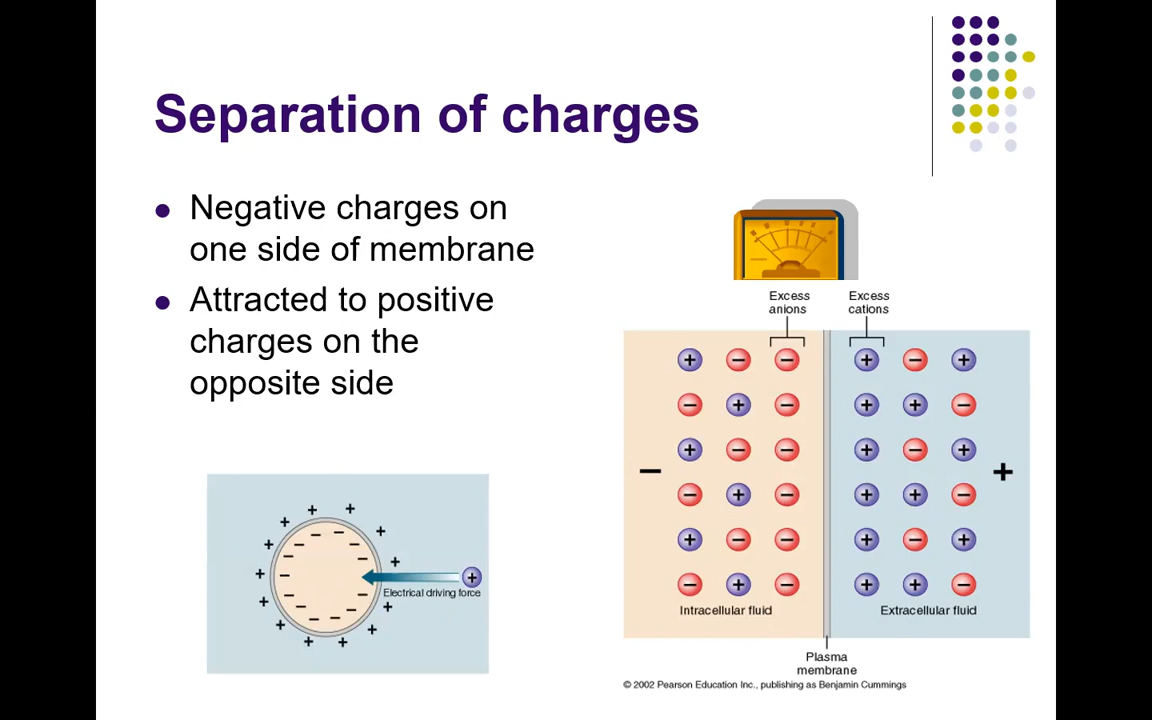 Separation of charges
Negative charges on
one side of membrane
Attracted to positive
charges on the
opposite side
Electrical driving force
Excess
anions
Excess
cations
Intracellular fluid
Extracellular fluid
Plasma
membrane
© 2002 Pearson Education Inc., publishing as Benjamin Cummings